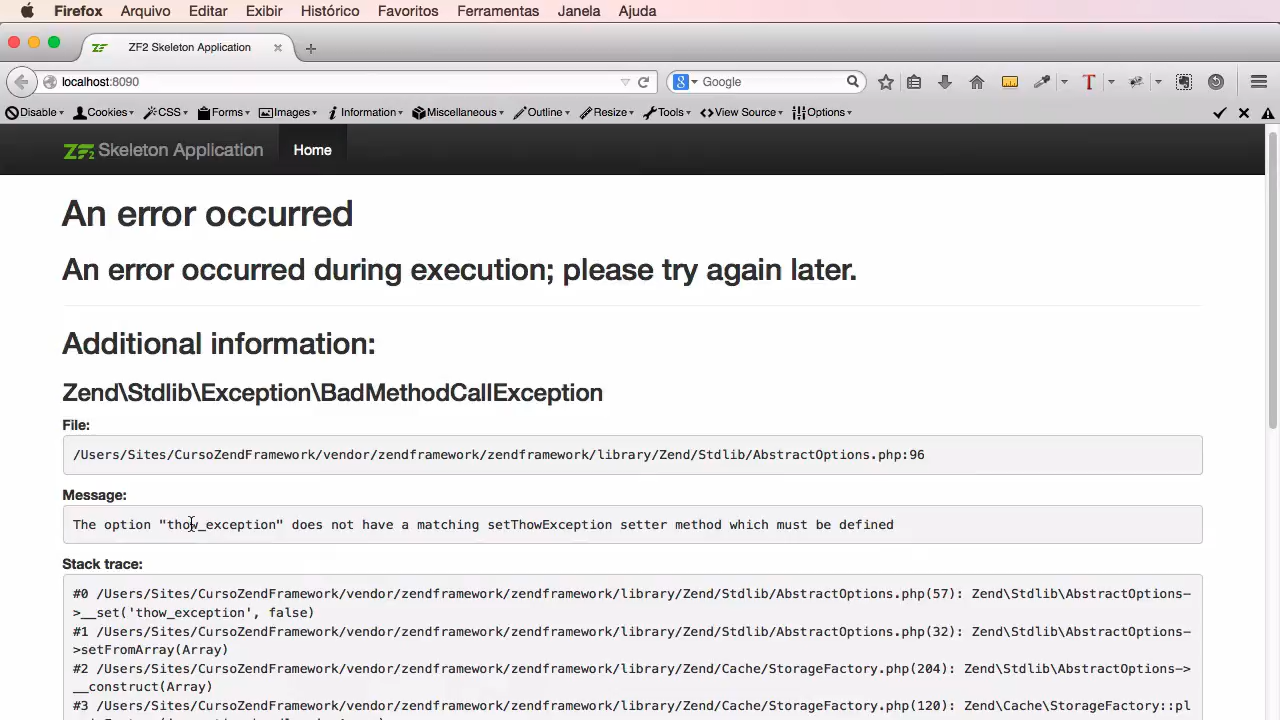 Firefox Arquivo Editar Exibir Histórico Favoritos Ferramentas Janela Ajuda
ZF2 Skeleton Application
localhost:8090
Google
Disable Cookies CSS Forms Images Information Miscellaneous Outline Resize Tools View Source Options
ZF2 Skeleton Application Home
An error occurred
An error occurred during execution; please try again later.
Additional information:
Zend\Stdlib\Exception\BadMethodCallException
File:
/Users/Sites/CursoZendFramework/vendor/zendframework/zendframework/library/Zend/Stdlib/AbstractOptions.php:96
Message:
The option "thow_exception" does not have a matching setThowException setter method which must be defined
Stack trace:
#0 /Users/Sites/CursoZendFramework/vendor/zendframework/zendframework/library/Zend/Stdlib/AbstractOptions.php(57): Zend\Stdlib\AbstractOptions-
>__set('thow_exception', false)
#1 /Users/Sites/CursoZendFramework/vendor/zendframework/zendframework/library/Zend/Stdlib/AbstractOptions.php(32): Zend\Stdlib\AbstractOptions-
>setFromArray(Array)
#2 /Users/Sites/CursoZendFramework/vendor/zendframework/zendframework/library/Zend/Cache/StorageFactory.php(204): Zend\Stdlib\AbstractOptions->
__construct(Array)
#3 /Users/Sites/CursoZendFramework/vendor/zendframework/zendframework/library/Zend/Cache/StorageFactory.php(120): Zend\Cache\StorageFactory::pl